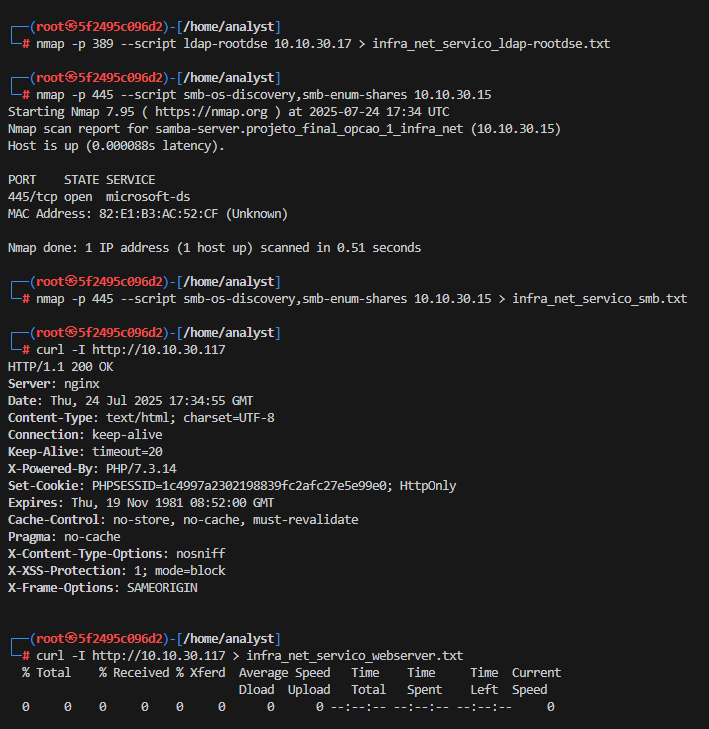 ┌──(root㉿5f2495c096d2)-[/home/analyst]
└─# nmap -p 389 --script ldap-rootdse 10.10.30.17 > infra_net_servico_ldap-rootdse.txt
┌──(root㉿5f2495c096d2)-[/home/analyst]
└─# nmap -p 445 --script smb-os-discovery,smb-enum-shares 10.10.30.15
Starting Nmap 7.95 ( https://nmap.org ) at 2025-07-24 17:34 UTC
Nmap scan report for samba-server.projeto_final_opcao_1_infra_net (10.10.30.15)
Host is up (0.000088s latency).
PORT    STATE SERVICE
445/tcp open  microsoft-ds
MAC Address: 82:E1:B3:AC:52:CF (Unknown)
Nmap done: 1 IP address (1 host up) scanned in 0.51 seconds
┌──(root㉿5f2495c096d2)-[/home/analyst]
└─# nmap -p 445 --script smb-os-discovery,smb-enum-shares 10.10.30.15 > infra_net_servico_smb.txt
┌──(root㉿5f2495c096d2)-[/home/analyst]
└─# curl -I http://10.10.30.117
HTTP/1.1 200 OK
Server: nginx
Date: Thu, 24 Jul 2025 17:34:55 GMT
Content-Type: text/html; charset=UTF-8
Connection: keep-alive
Keep-Alive: timeout=20
X-Powered-By: PHP/7.3.14
Set-Cookie: PHPSESSID=1c4997a2302198839fc2afc27e5e99e0; HttpOnly
Expires: Thu, 19 Nov 1981 08:52:00 GMT
Cache-Control: no-store, no-cache, must-revalidate
Pragma: no-cache
X-Content-Type-Options: nosniff
X-XSS-Protection: 1; mode=block
X-Frame-Options: SAMEORIGIN
┌──(root㉿5f2495c096d2)-[/home/analyst]
└─# curl -I http://10.10.30.117 > infra_net_servico_webserver.txt
  % Total    % Received % Xferd  Average Speed   Time    Time     Time  Current
                                 Dload  Upload   Total   Spent    Left  Speed
  0     0    0     0    0     0      0      0 --:--:-- --:--:-- --:--:--     0